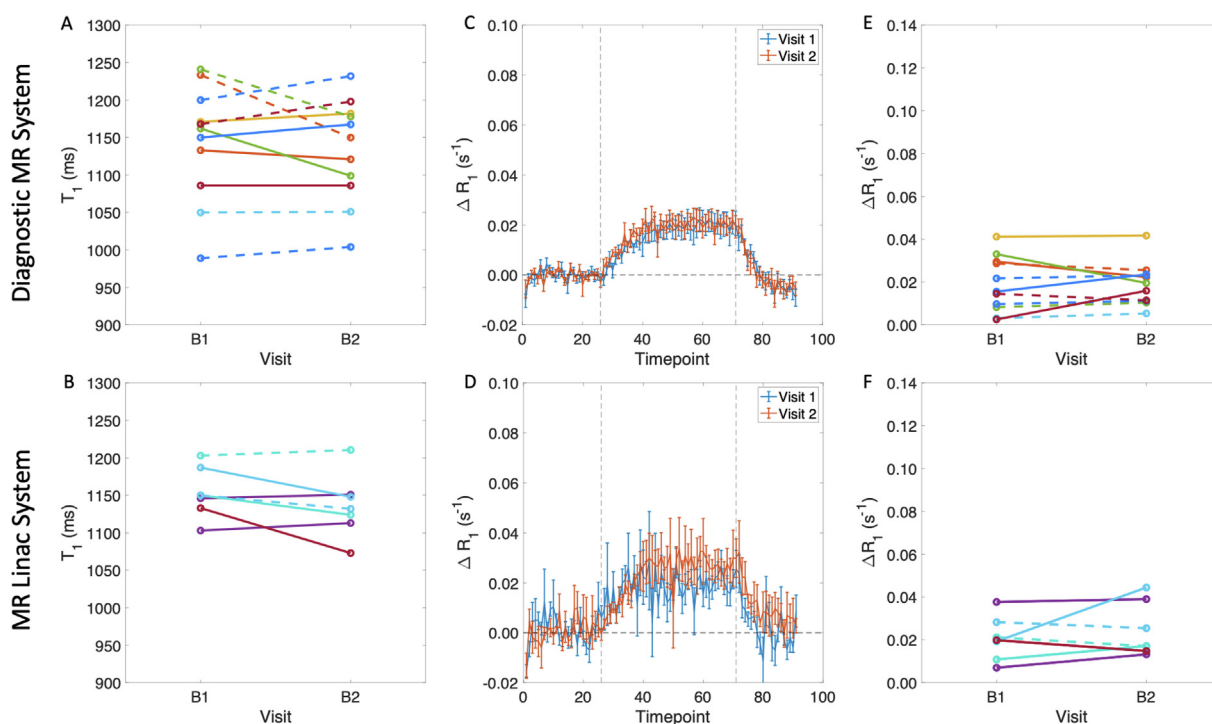 Diagnostic MR System
A
1300
1250
1200
1150
1100
1050
1000
950
900
T1 (ms)
B1
B2
Visit
C
0.10
0.08
0.06
0.04
0.02
0.00
-0.02
Δ R1 (s-1)
Visit 1
Visit 2
0
20
40
60
80
100
Timepoint
E
0.14
0.12
0.10
0.08
0.06
0.04
0.02
0.00
ΔR1 (s-1)
B1
B2
Visit
MR Linac System
B
1300
1250
1200
1150
1100
1050
1000
950
900
T1 (ms)
B1
B2
Visit
D
0.10
0.08
0.06
0.04
0.02
0.00
-0.02
Δ R1 (s-1)
Visit 1
Visit 2
0
20
40
60
80
100
Timepoint
F
0.14
0.12
0.10
0.08
0.06
0.04
0.02
0.00
ΔR1 (s-1)
B1
B2
Visit